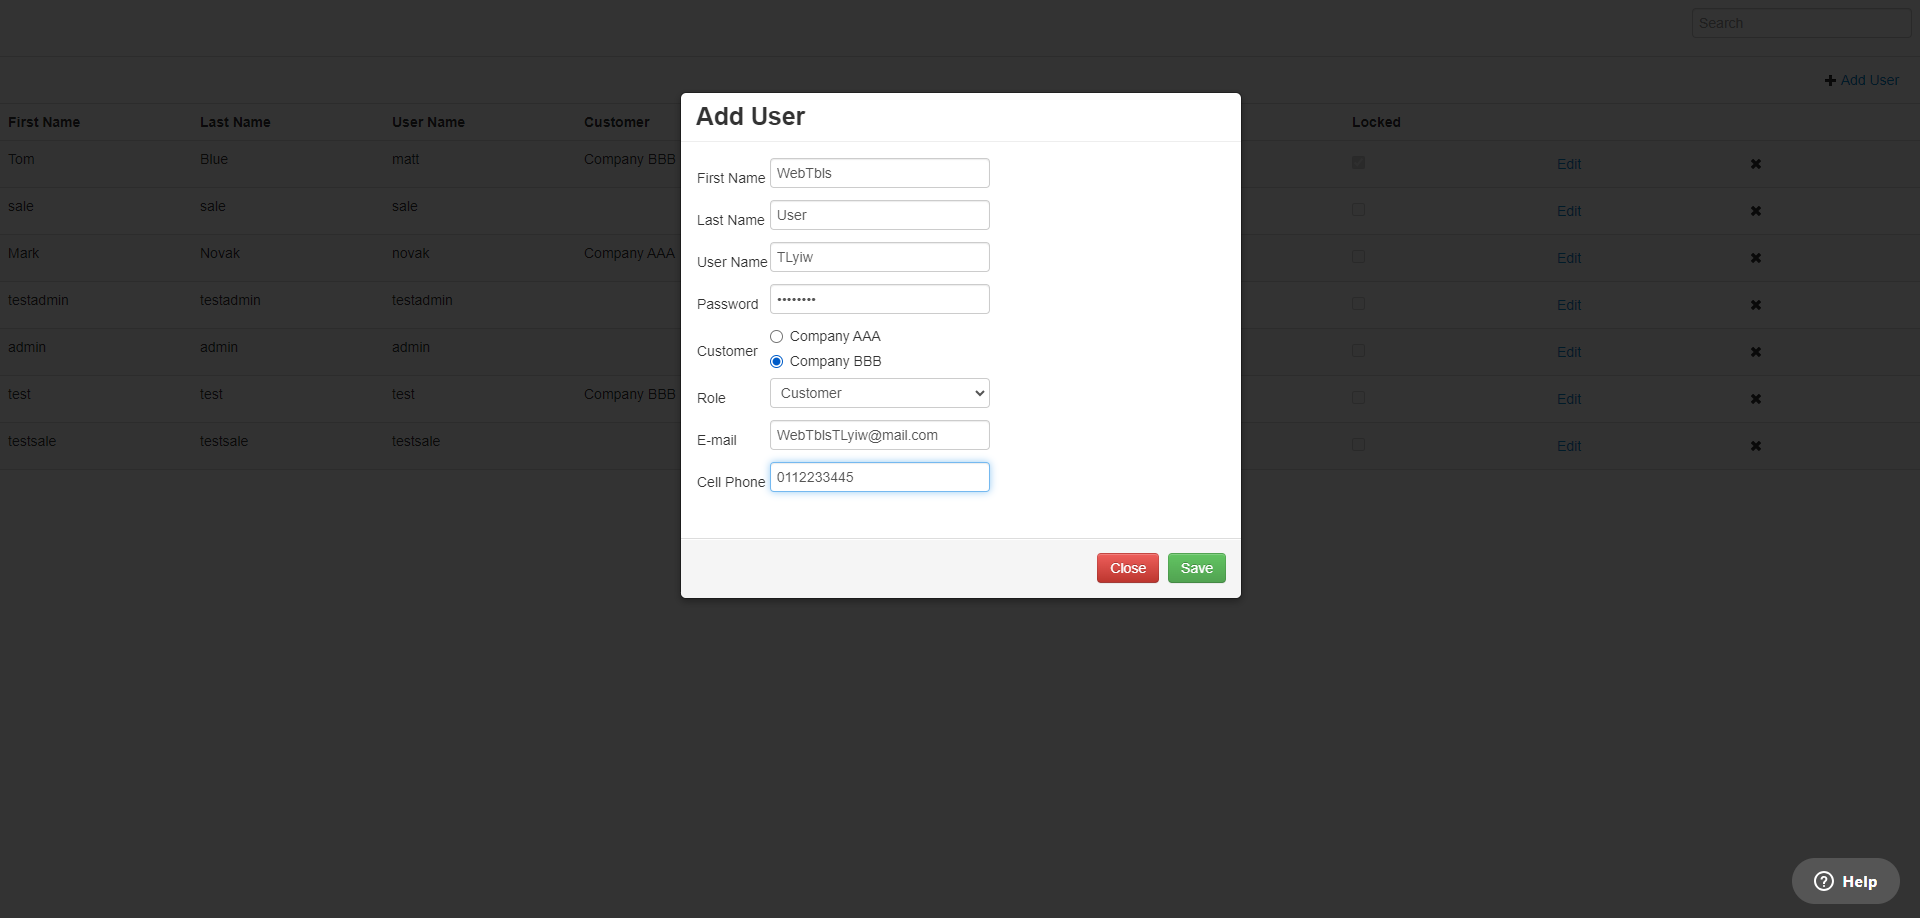 Search
Add User
First Name Last Name User Name Customer Locked
Tom Blue matt Company BBB Edit
sale sale sale Edit
Mark Novak novak Company AAA Edit
testadmin testadmin testadmin Edit
admin admin admin Edit
test test test Company BBB Edit
testsale testsale testsale Edit
Add User
First Name WebTbls
Last Name User
User Name TLyiw
Password ••••••••
Customer
Company AAA
Company BBB
Role Customer
E-mail WebTblsTLyiw@mail.com
Cell Phone 0112233445
Close Save
Help